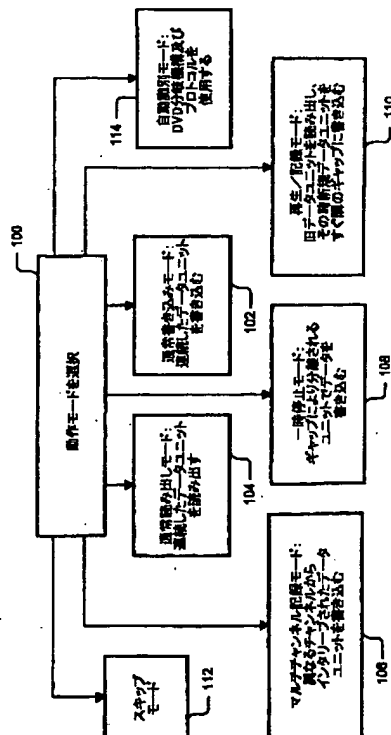 100
動作モードを選択
スキップ
モード
112
通常読み出しモード:
連続したデータユニット
を読み出す
104
通常書き込みモード:
連続したデータユニット
を書き込む
102
自動識別モード:
DVD分岐機構及び
プロトコルを
使用する
114
マルチチャンネル記録モード:
異なるチャンネルから
インタリーブされたデータ
ユニットを書き込む
106
一時停止モード:
ギャップにより分離される
ユニットでデータを
書き込む
108
再生/記録モード:
旧データユニットを読み出し、
その時新規データユニットを
すぐ隣のギャップに書き込む
110